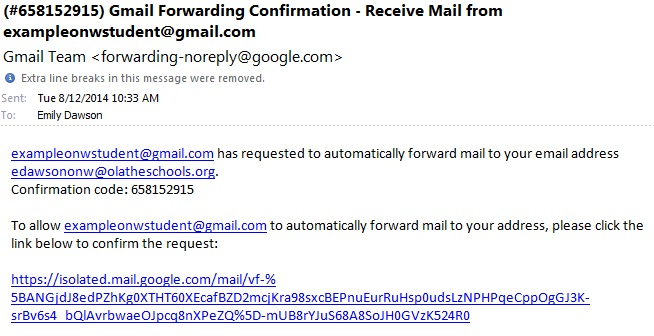 (#658152915) Gmail Forwarding Confirmation - Receive Mail from
exampleonwstudent@gmail.com
Gmail Team <forwarding-noreply@google.com>
Extra line breaks in this message were removed.
Sent: Tue 8/12/2014 10:33 AM
To: Emily Dawson
exampleonwstudent@gmail.com has requested to automatically forward mail to your email address
edawsononw@olatheschools.org.
Confirmation code: 658152915
To allow exampleonwstudent@gmail.com to automatically forward mail to your address, please click the
link below to confirm the request:
https://isolated.mail.google.com/mail/vf-%
5BANGjdJ8edPZhKg0XTHT60XEcafBZD2mcjKra98sxcBEPnuEurRuHsp0udsLzNPHPqeCppOgGJ3K-
srBv6s4_bQlAvrbwaeOJpcq8nXPeZQ%5D-mUB8rYJuS68A8SoJH0GVzK524R0